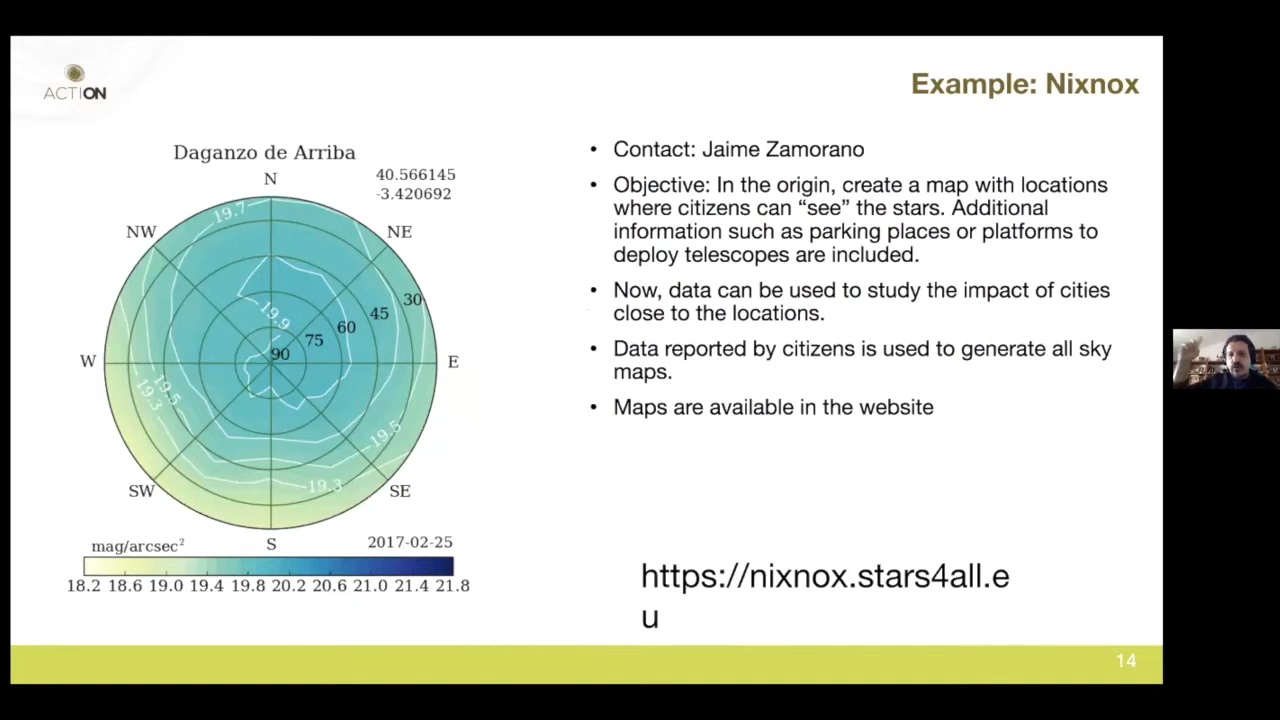 ACTION
Example: Nixnox
Daganzo de Arriba
N
40.566145
-3.420692
NW
NE
W
E
SW
SE
S
19.7
19.9
19.5
19.3
19.5
19.3
30
45
60
75
90
mag/arcsec²
2017-02-25
18.2 18.6 19.0 19.4 19.8 20.2 20.6 21.0 21.4 21.8
• Contact: Jaime Zamorano
• Objective: In the origin, create a map with locations
where citizens can “see” the stars. Additional
information such as parking places or platforms to
deploy telescopes are included.
• Now, data can be used to study the impact of cities
close to the locations.
• Data reported by citizens is used to generate all sky
maps.
• Maps are available in the website
https://nixnox.stars4all.e
u
14